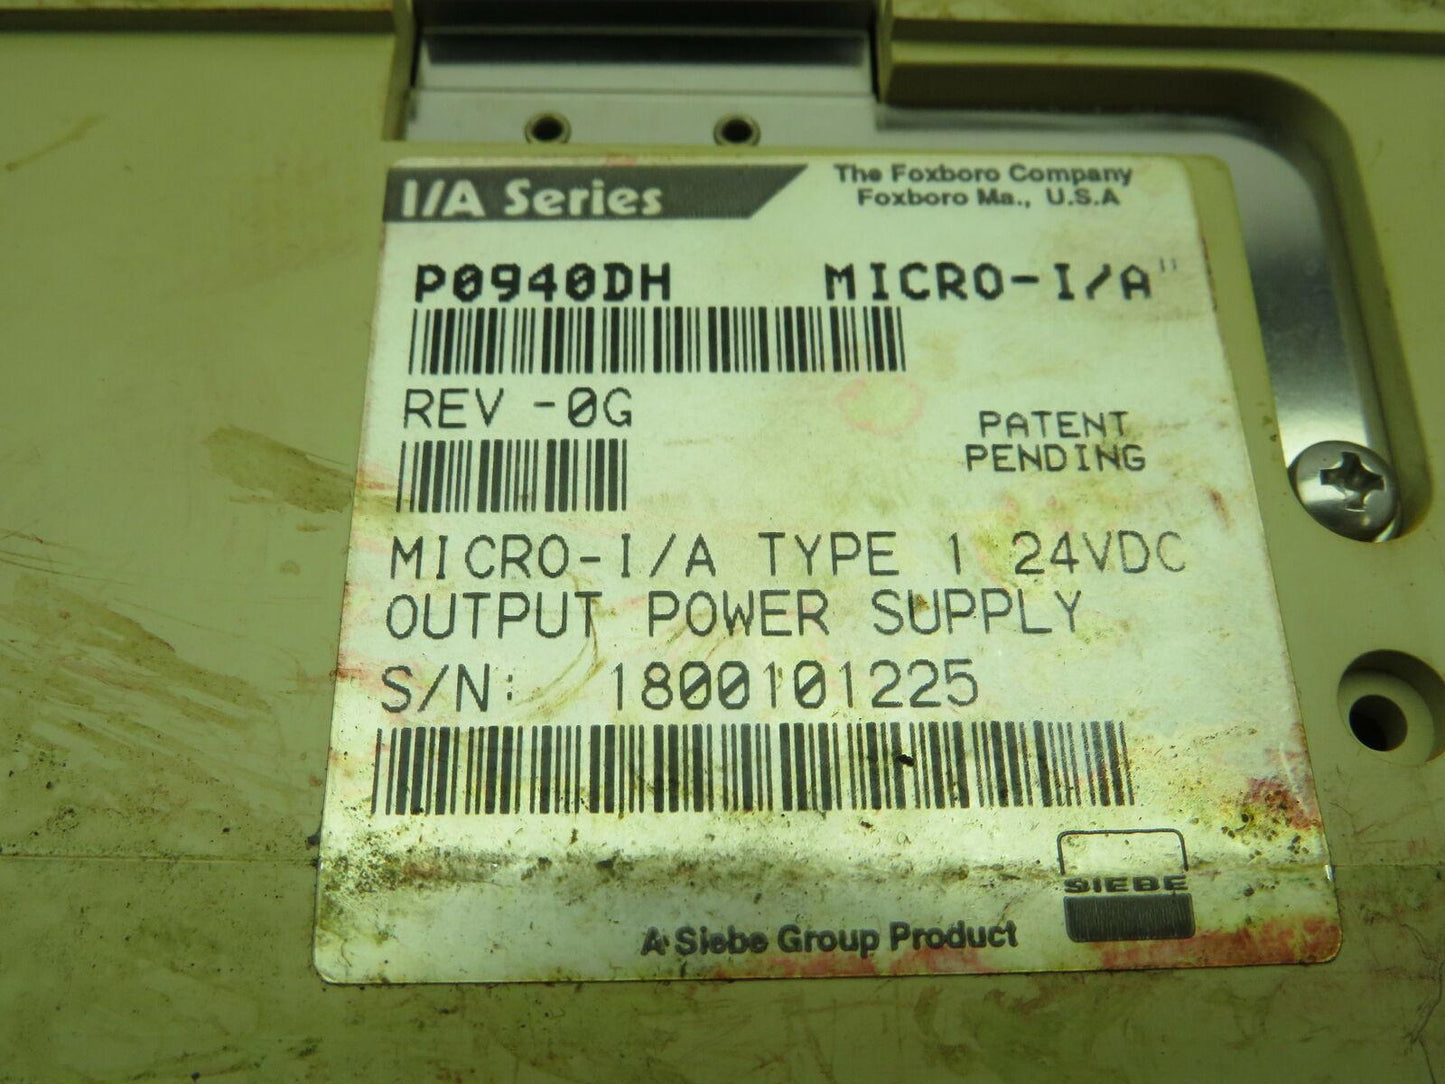 I/A Series
The Foxboro Company
Foxboro Ma., U.S.A
P0940DH MICRO-I/A"
REV -0G
PATENT
PENDING
MICRO-I/A TYPE 1 24VDC
OUTPUT POWER SUPPLY
S/N: 1800101225
SIEBE
A Siebe Group Product